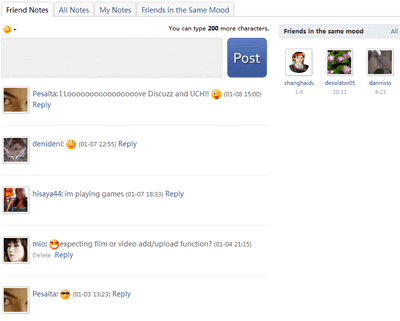 Friend Notes All Notes My Notes Friends in the Same Mood
You can type 200 more characters.
Post
Friends in the same mood All
shanghaidu desolator05 dannisss
1-6 10-11 4-23
Pesaita: I Looooooooooooooooove Discuzz and UCH!! (01-08 15:00)
Reply
denideni: (01-07 22:55) Reply
hisaya44: im playing games (01-07 18:33) Reply
mio: expecting film or video add/upload function? (01-04 21:15)
Delete Reply
Pesaita: (01-03 13:23) Reply